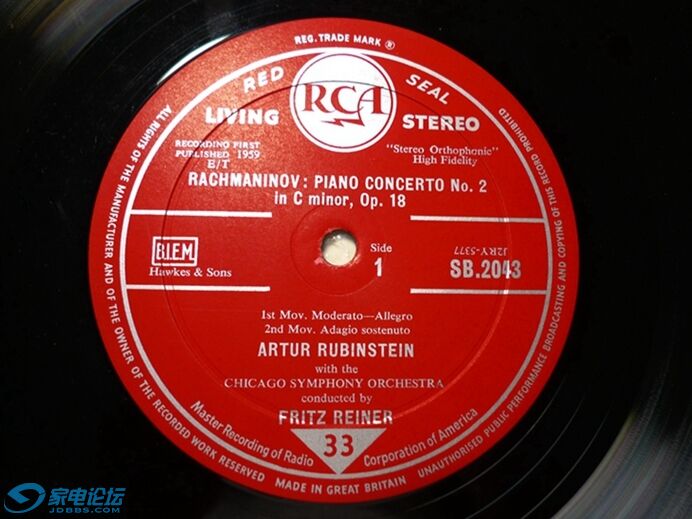 REG. TRADE MARK ®
RED SEAL
RCA
LIVING STEREO
RECORDING FIRST
PUBLISHED 1959
E/T
"Stereo Orthophonic"
High Fidelity
RACHMANINOV: PIANO CONCERTO No. 2
in C minor, Op. 18
B.I.E.M.
Hawkes & Sons
Side
1
J2RY-5377
SB.2043
1st Mov. Moderato—Allegro
2nd Mov. Adagio sostenuto
ARTUR RUBINSTEIN
with the
CHICAGO SYMPHONY ORCHESTRA
conducted by
FRITZ REINER
33
Master Recording of Radio Corporation of America
ALL RIGHTS OF THE MANUFACTURER AND OF THE OWNER OF THE RECORDED WORK RESERVED
UNAUTHORISED PUBLIC PERFORMANCE BROADCASTING AND COPYING OF THIS RECORD PROHIBITED
MADE IN GREAT BRITAIN
家电论坛
JDBBS.COM